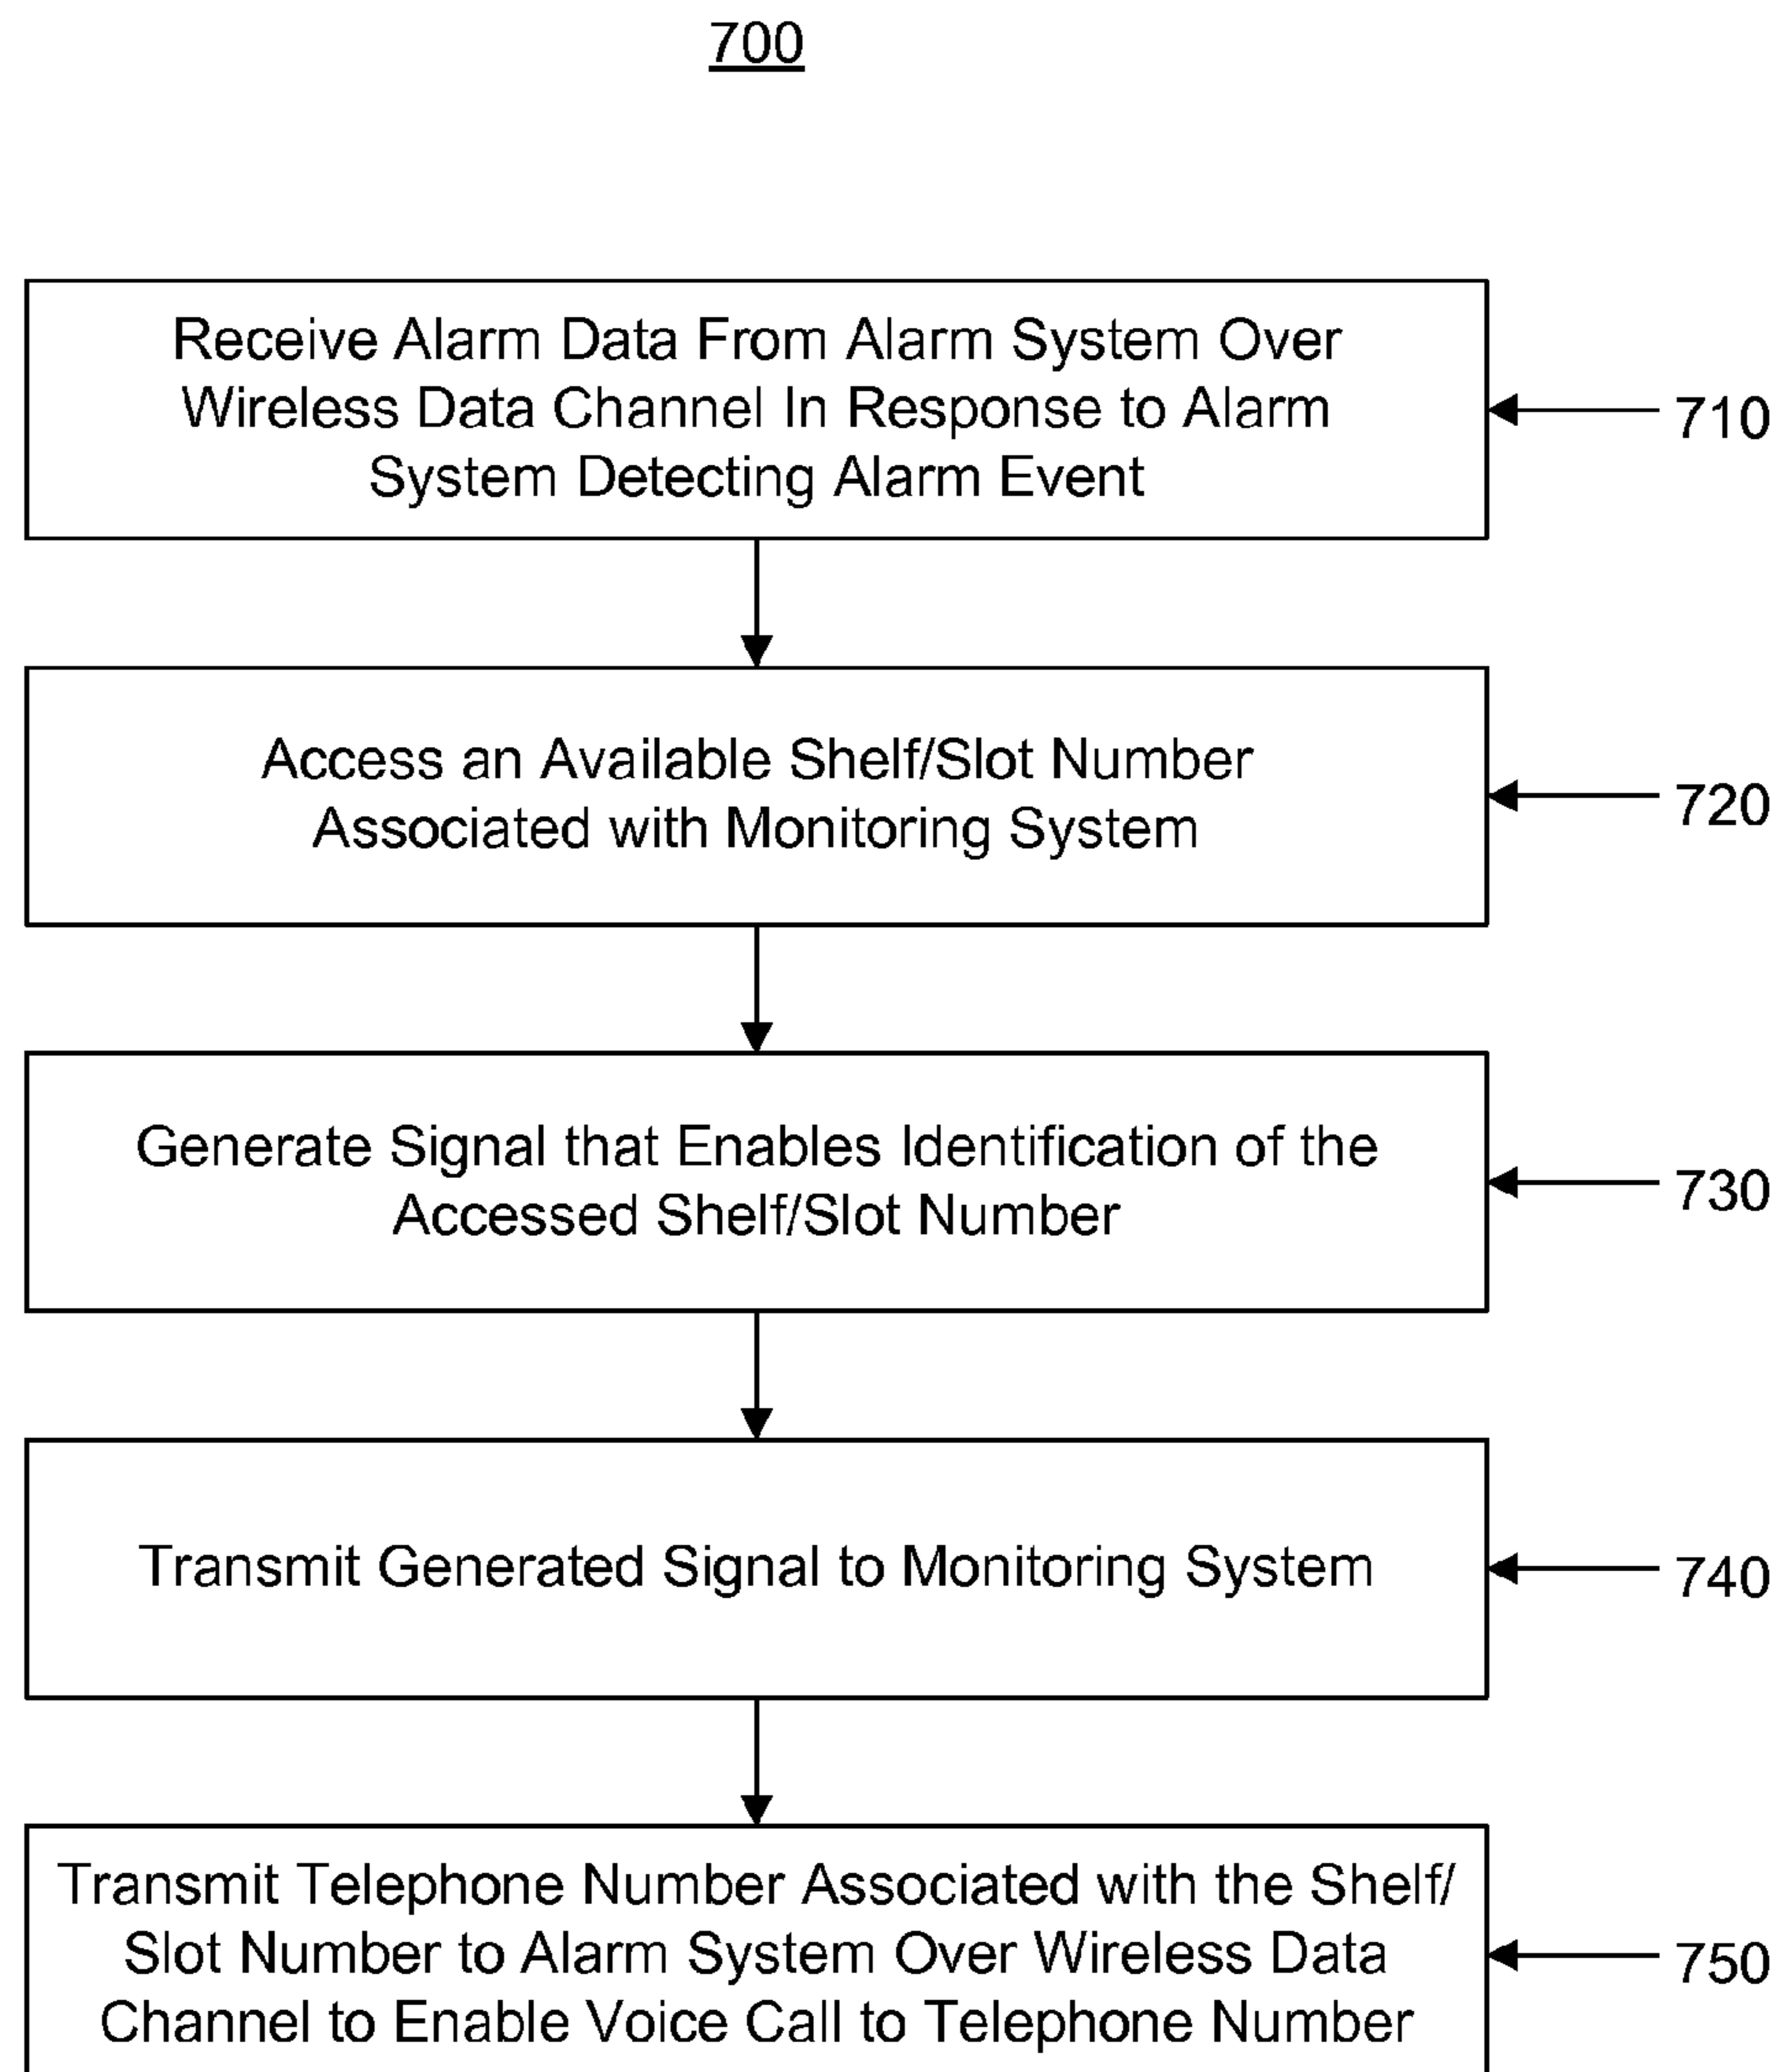 700
Receive Alarm Data From Alarm System Over
Wireless Data Channel In Response to Alarm
System Detecting Alarm Event
710
Access an Available Shelf/Slot Number
Associated with Monitoring System
720
Generate Signal that Enables Identification of the
Accessed Shelf/Slot Number
730
Transmit Generated Signal to Monitoring System
740
Transmit Telephone Number Associated with the Shelf/
Slot Number to Alarm System Over Wireless Data
Channel to Enable Voice Call to Telephone Number
750